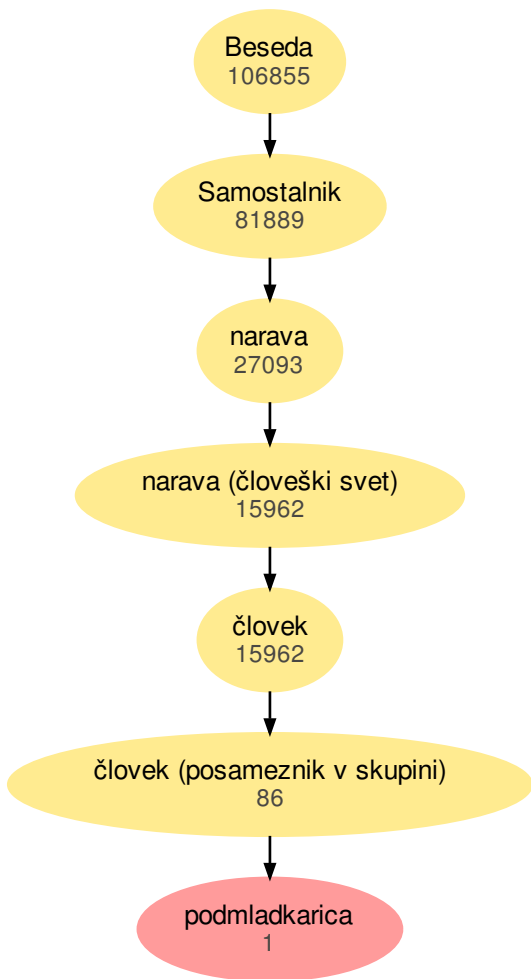 Beseda
106855
Samostalnik
81889
narava
27093
narava (človeški svet)
15962
človek
15962
človek (posameznik v skupini)
86
podmladkarica
1